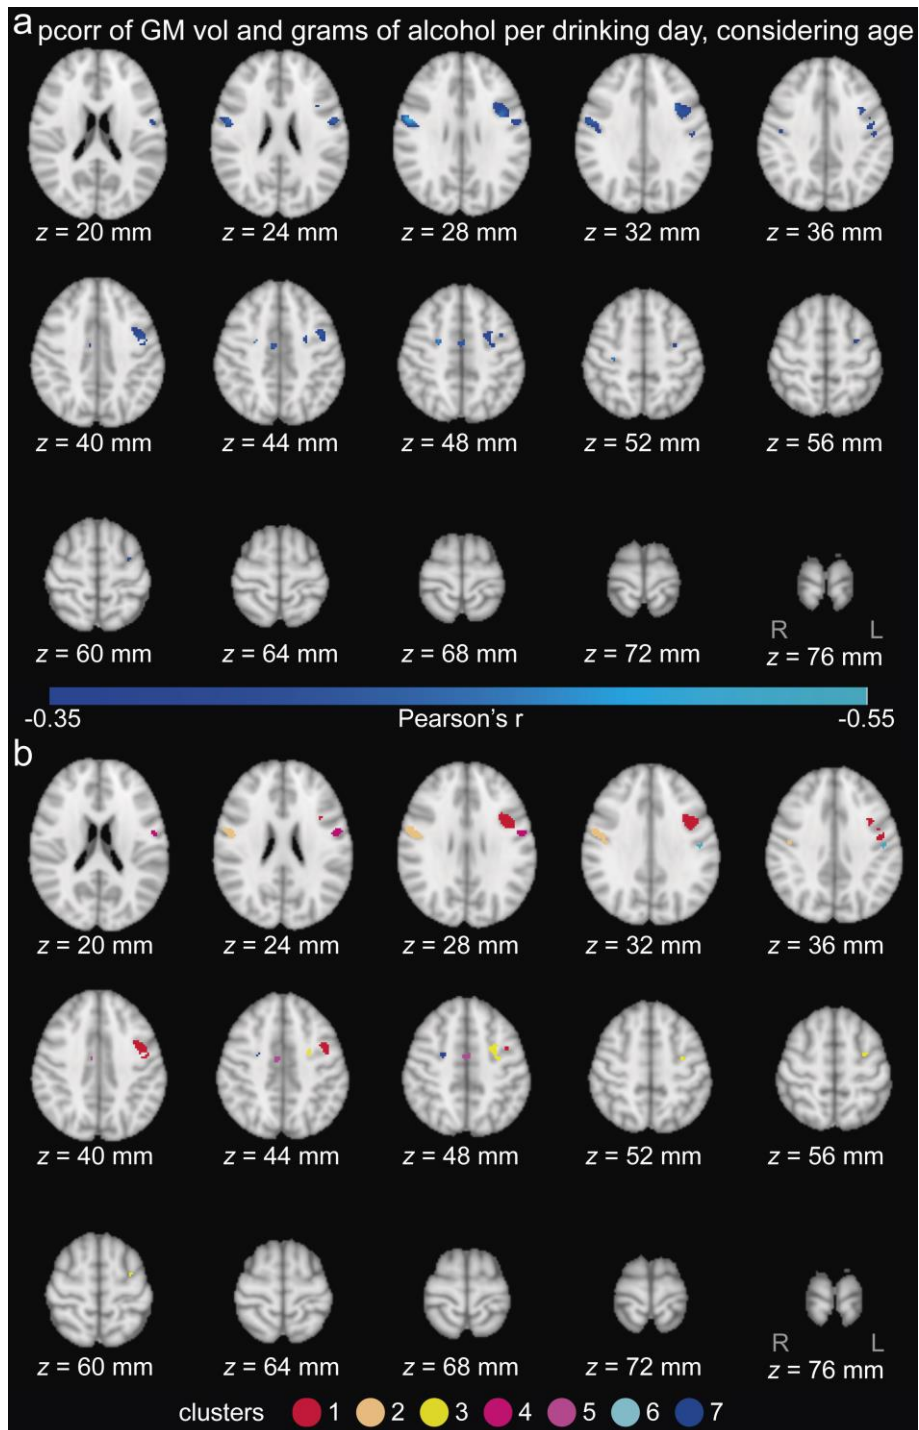 a pcorr of GM vol and grams of alcohol per drinking day, considering age
z = 20 mm z = 24 mm z = 28 mm z = 32 mm z = 36 mm
z = 40 mm z = 44 mm z = 48 mm z = 52 mm z = 56 mm
R L
z = 60 mm z = 64 mm z = 68 mm z = 72 mm z = 76 mm
-0.35 Pearson's r -0.55
b
z = 20 mm z = 24 mm z = 28 mm z = 32 mm z = 36 mm
z = 40 mm z = 44 mm z = 48 mm z = 52 mm z = 56 mm
R L
z = 60 mm z = 64 mm z = 68 mm z = 72 mm z = 76 mm
clusters 1 2 3 4 5 6 7